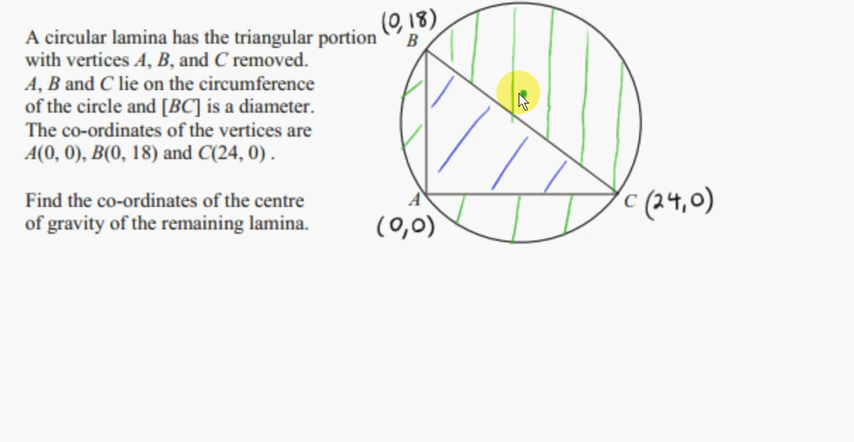 A circular lamina has the triangular portion
with vertices A, B, and C removed.
A, B and C lie on the circumference
of the circle and [BC] is a diameter.
The co-ordinates of the vertices are
A(0, 0), B(0, 18) and C(24, 0) .
Find the co-ordinates of the centre
of gravity of the remaining lamina.
(0,18)
B
A
(0,0)
C (24,0)